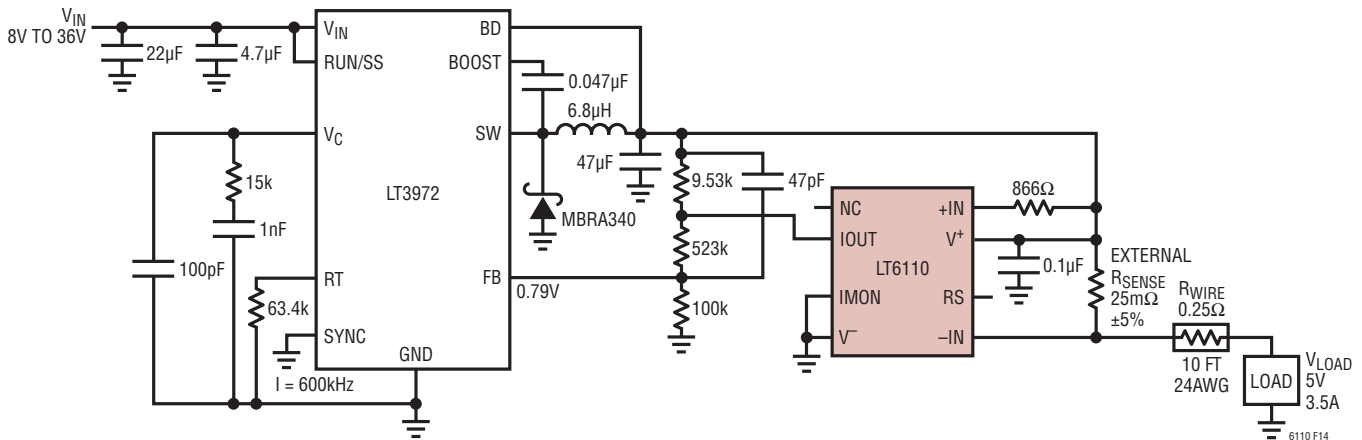 VIN
8V TO 36V
22µF
4.7µF
VIN
RUN/SS
BD
BOOST
0.047µF
6.8µH
VC
SW
LT3972
15k
1nF
100pF
47µF
MBRA340
9.53k
47pF
523k
100k
RT
63.4k
SYNC
FB
0.79V
GND
I = 600kHz
NC
+IN
866Ω
IOUT
V+
LT6110
0.1µF
IMON
RS
V–
–IN
EXTERNAL
RSENSE
25mΩ
±5%
RWIRE
0.25Ω
10 FT
24AWG
LOAD
VLOAD
5V
3.5A
6110 F14